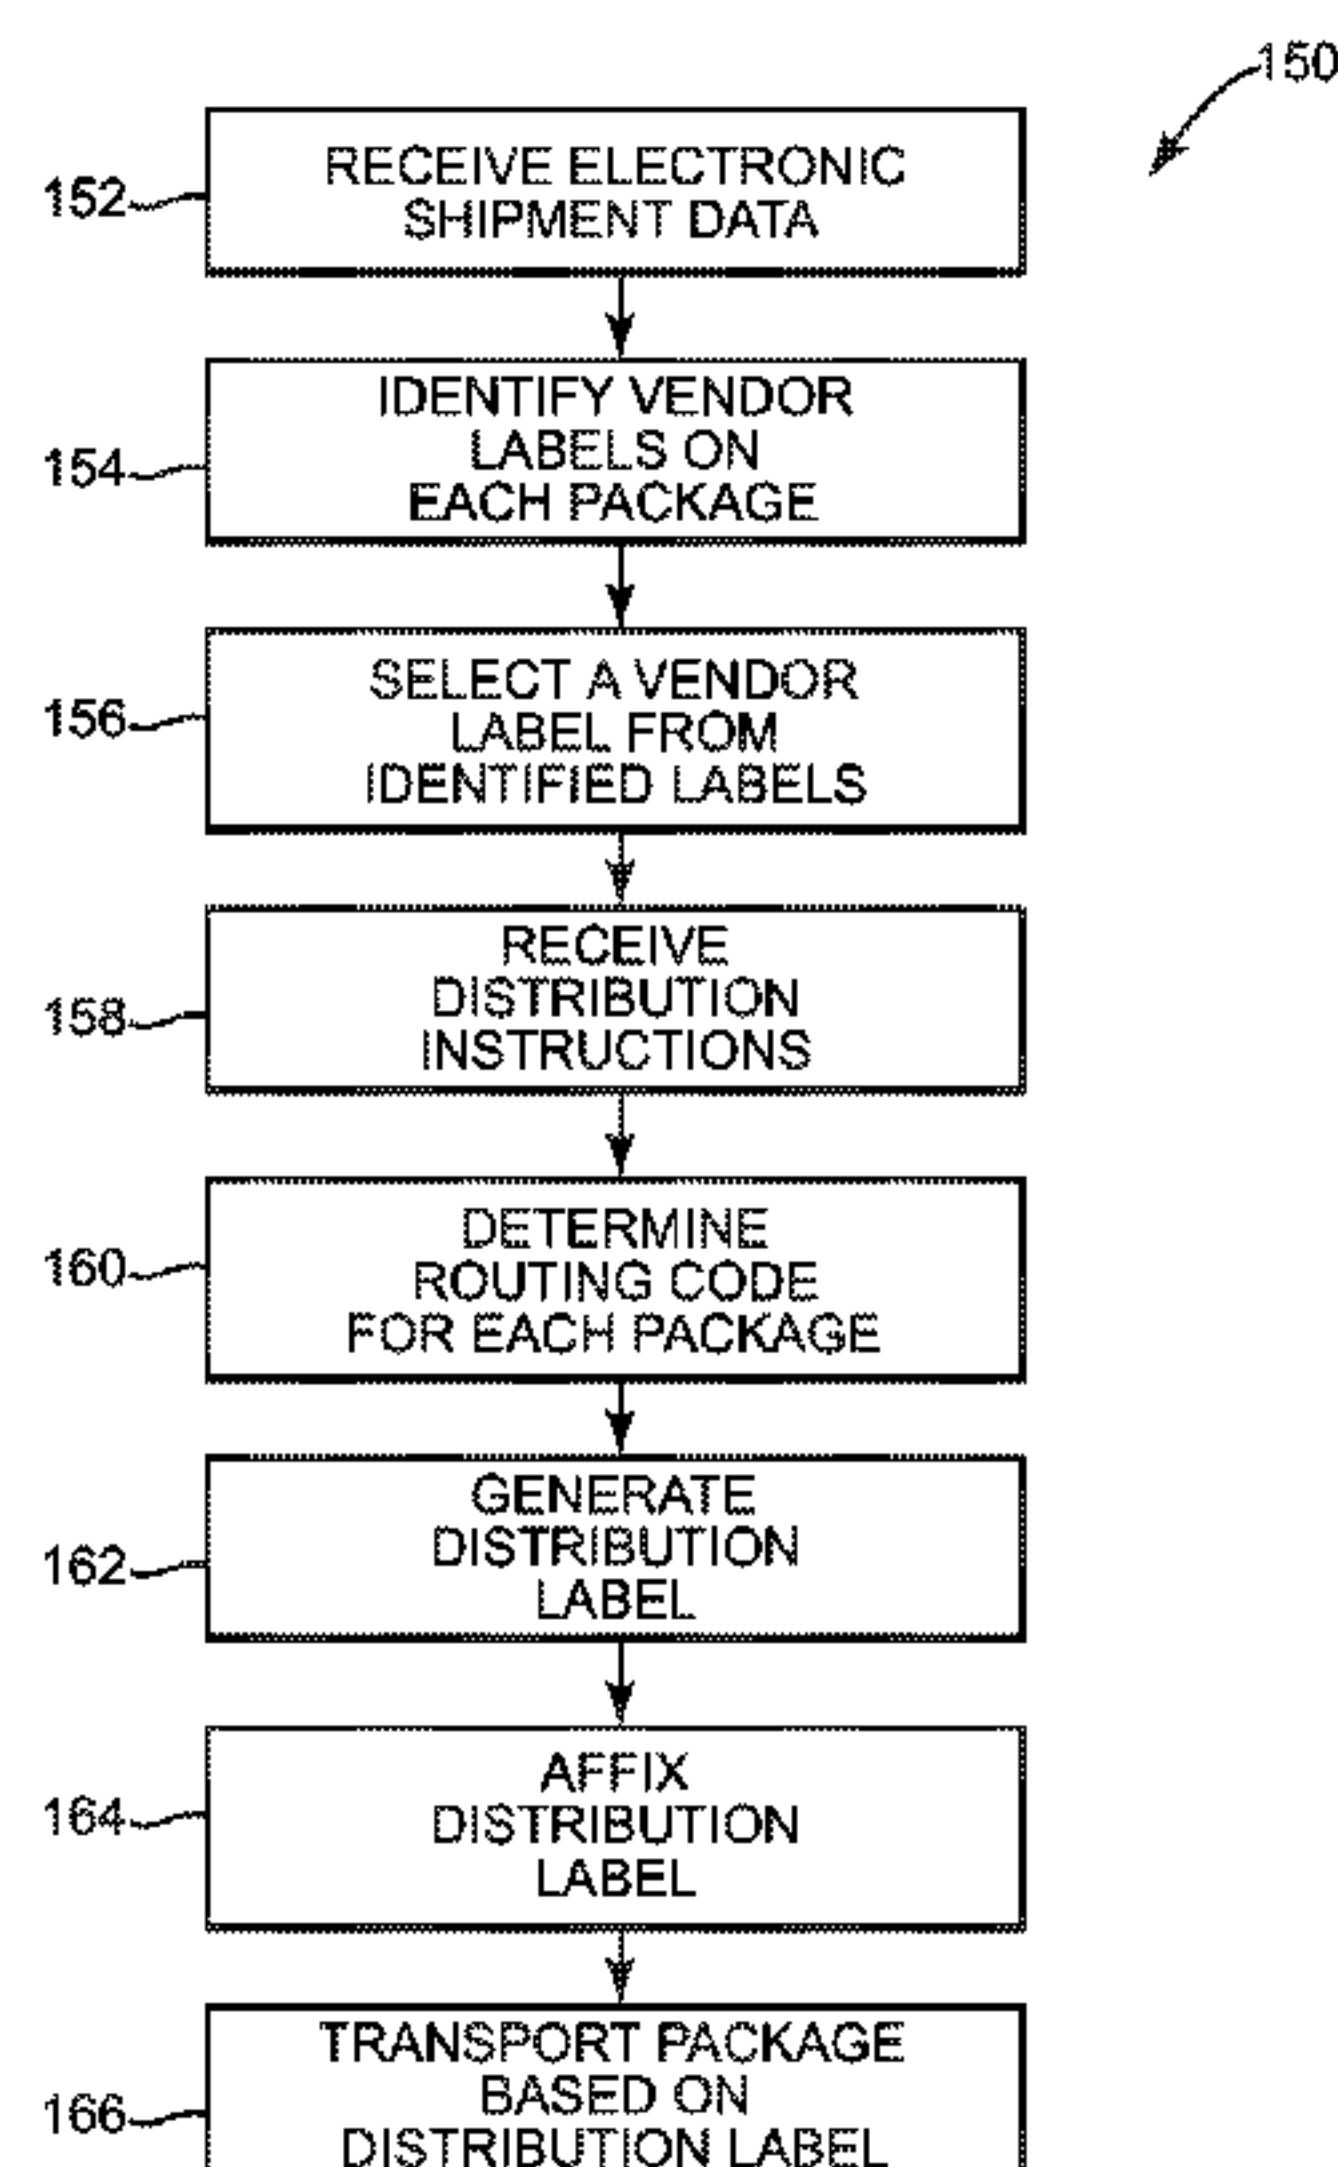 150
152
RECEIVE ELECTRONIC
SHIPMENT DATA
154
IDENTIFY VENDOR
LABELS ON
EACH PACKAGE
156
SELECT A VENDOR
LABEL FROM
IDENTIFIED LABELS
158
RECEIVE
DISTRIBUTION
INSTRUCTIONS
160
DETERMINE
ROUTING CODE
FOR EACH PACKAGE
162
GENERATE
DISTRIBUTION
LABEL
164
AFFIX
DISTRIBUTION
LABEL
166
TRANSPORT PACKAGE
BASED ON
DISTRIBUTION LABEL